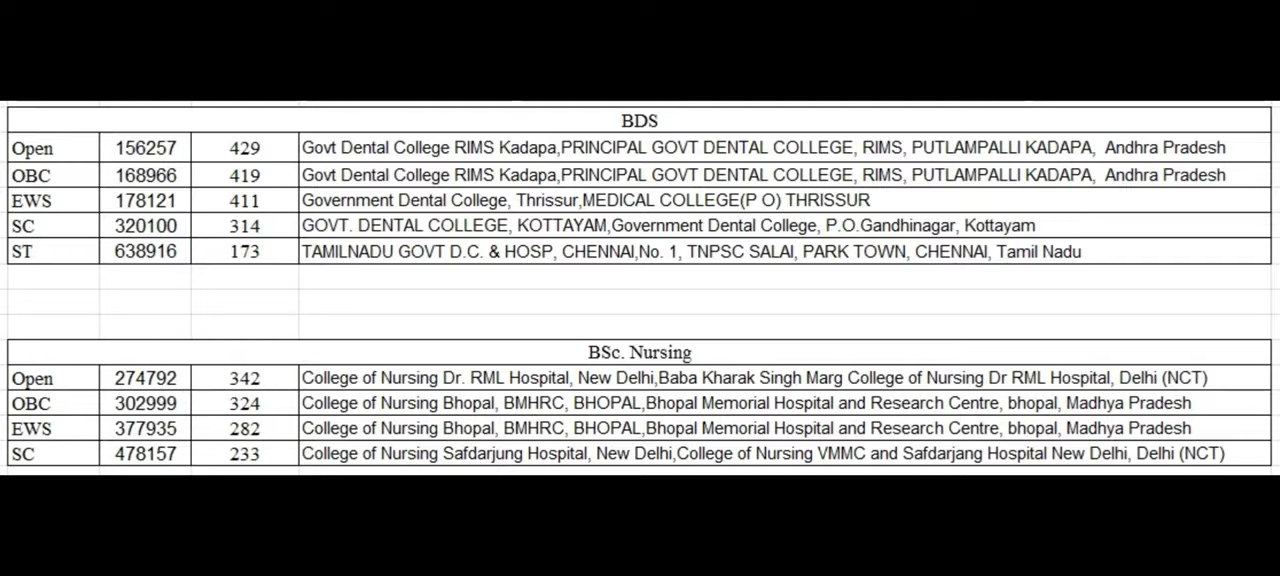 BDS
Open 156257 429 Govt Dental College RIMS Kadapa,PRINCIPAL GOVT DENTAL COLLEGE, RIMS, PUTLAMPALLI KADAPA, Andhra Pradesh
OBC 168966 419 Govt Dental College RIMS Kadapa,PRINCIPAL GOVT DENTAL COLLEGE, RIMS, PUTLAMPALLI KADAPA, Andhra Pradesh
EWS 178121 411 Government Dental College, Thrissur,MEDICAL COLLEGE(P O) THRISSUR
SC 320100 314 GOVT. DENTAL COLLEGE, KOTTAYAM,Government Dental College, P.O.Gandhinagar, Kottayam
ST 638916 173 TAMILNADU GOVT D.C. & HOSP, CHENNAI,No. 1, TNPSC SALAI, PARK TOWN, CHENNAI, Tamil Nadu
BSc. Nursing
Open 274792 342 College of Nursing Dr. RML Hospital, New Delhi,Baba Kharak Singh Marg College of Nursing Dr RML Hospital, Delhi (NCT)
OBC 302999 324 College of Nursing Bhopal, BMHRC, BHOPAL,Bhopal Memorial Hospital and Research Centre, bhopal, Madhya Pradesh
EWS 377935 282 College of Nursing Bhopal, BMHRC, BHOPAL,Bhopal Memorial Hospital and Research Centre, bhopal, Madhya Pradesh
SC 478157 233 College of Nursing Safdarjung Hospital, New Delhi,College of Nursing VMMC and Safdarjang Hospital New Delhi, Delhi (NCT)